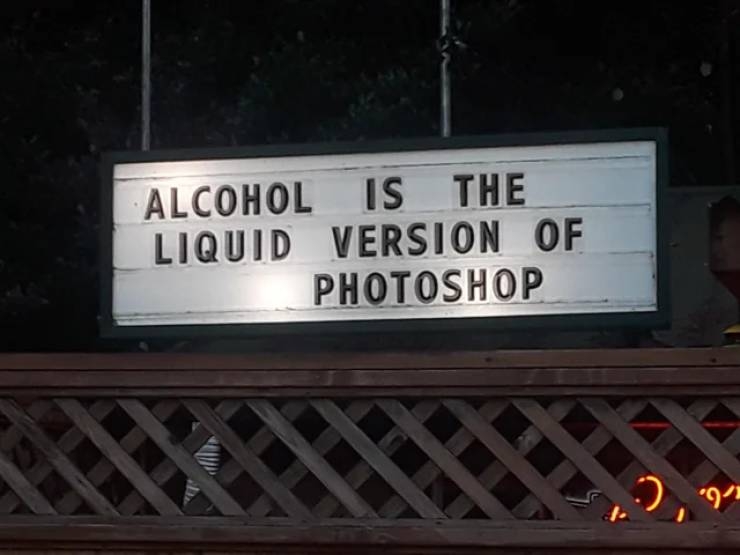 ALCOHOL IS THE
LIQUID VERSION OF
PHOTOSHOP